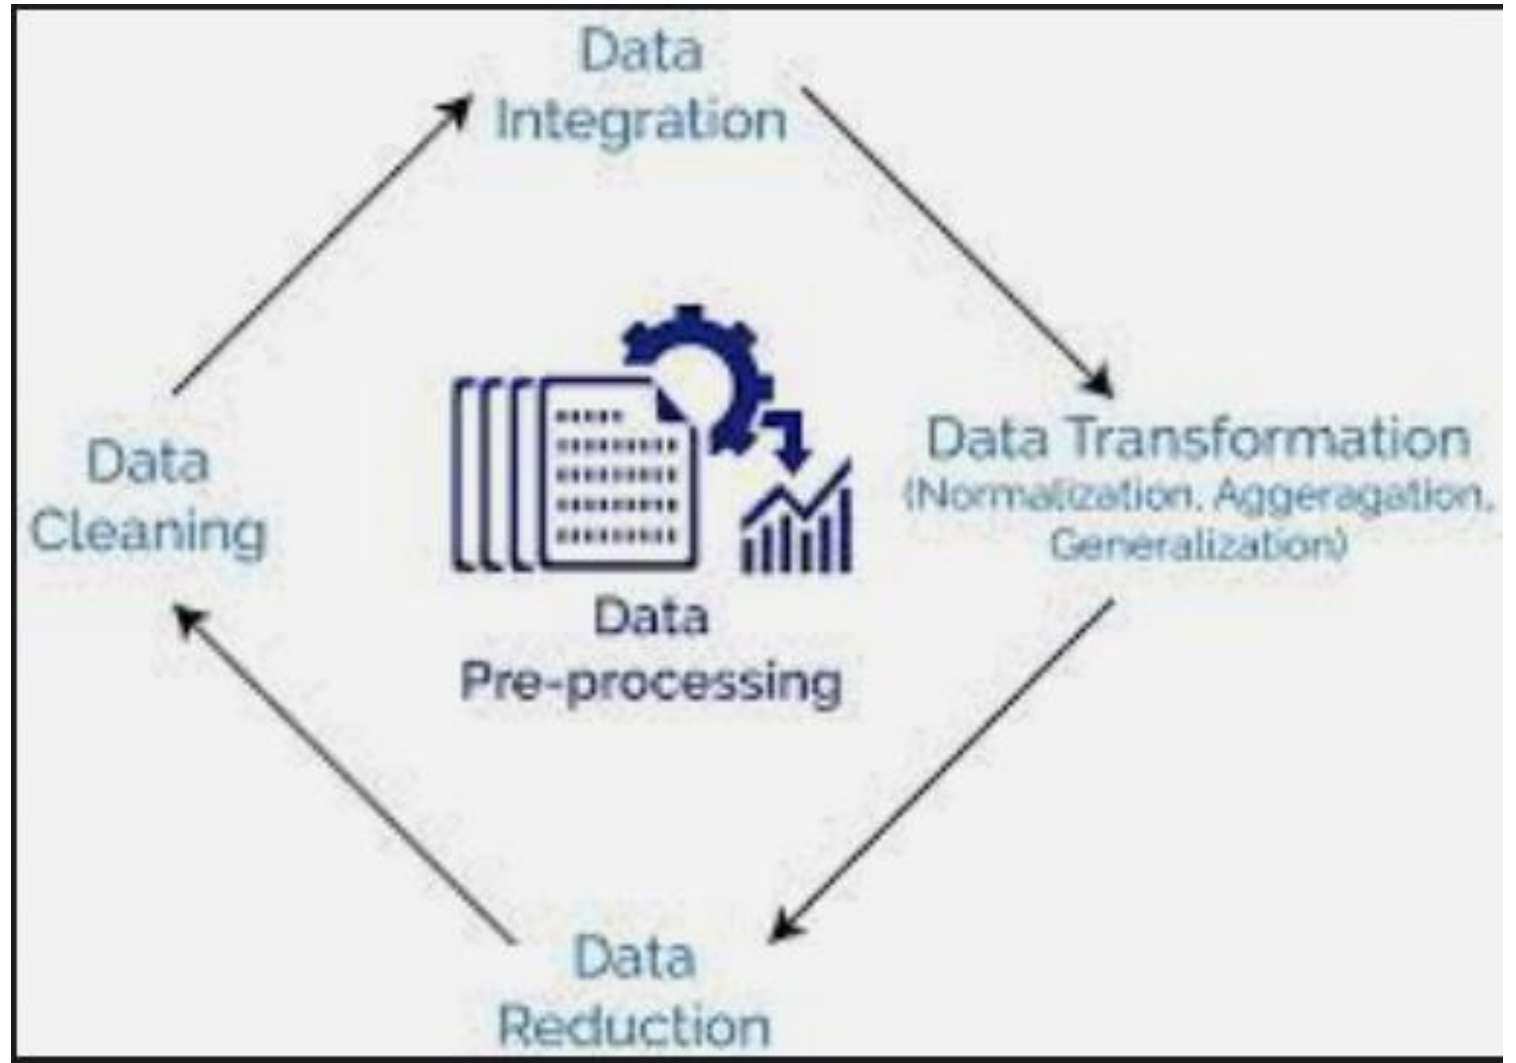 Data
Integration
Data
Cleaning
Data Transformation
(Normalization, Aggeragation,
Generalization)
Data
Pre-processing
Data
Reduction